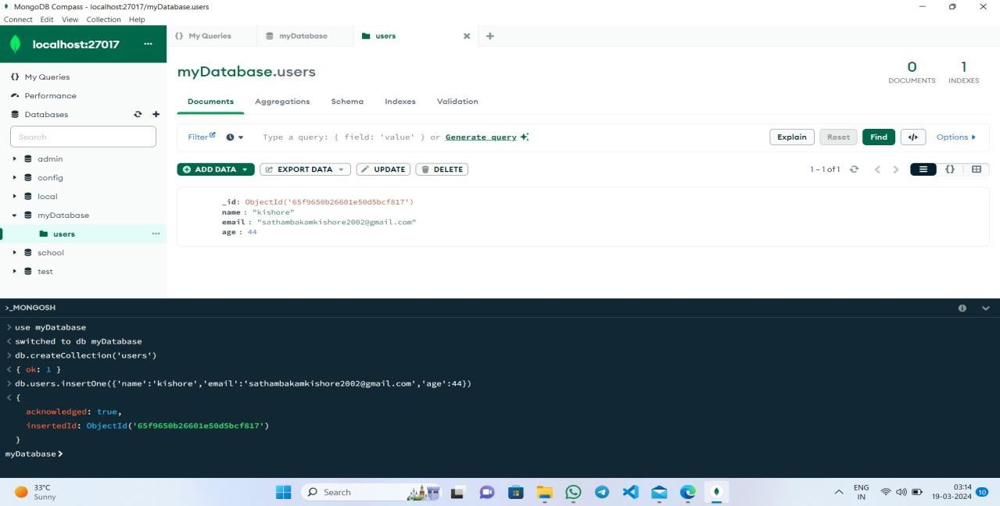 MongoDB Compass - localhost:27017/myDatabase.users
Connect Edit View Collection Help
localhost:27017 ...
{} My Queries
myDatabase
users
{} My Queries
Performance
Databases
Search
admin
config
local
myDatabase
users
school
test
myDatabase.users
0
DOCUMENTS
1
INDEXES
Documents Aggregations Schema Indexes Validation
Filter Type a query: { field: 'value' } or Generate query Explain Reset Find </> Options
ADD DATA EXPORT DATA UPDATE DELETE 1 – 1 of 1 {}
_id: ObjectId('65f9650b26601e50d5bcf817')
name : "kishore"
email : "sathambakamkishore2002@gmail.com"
age : 44
>_MONGOSH
> use myDatabase
< switched to db myDatabase
> db.createCollection('users')
< { ok: 1 }
> db.users.insertOne({'name':'kishore','email':'sathambakamkishore2002@gmail.com','age':44})
< {
acknowledged: true,
insertedId: ObjectId('65f9650b26601e50d5bcf817')
}
myDatabase>
33°C
Sunny
Search
ENG
IN
03:14
19-03-2024
10